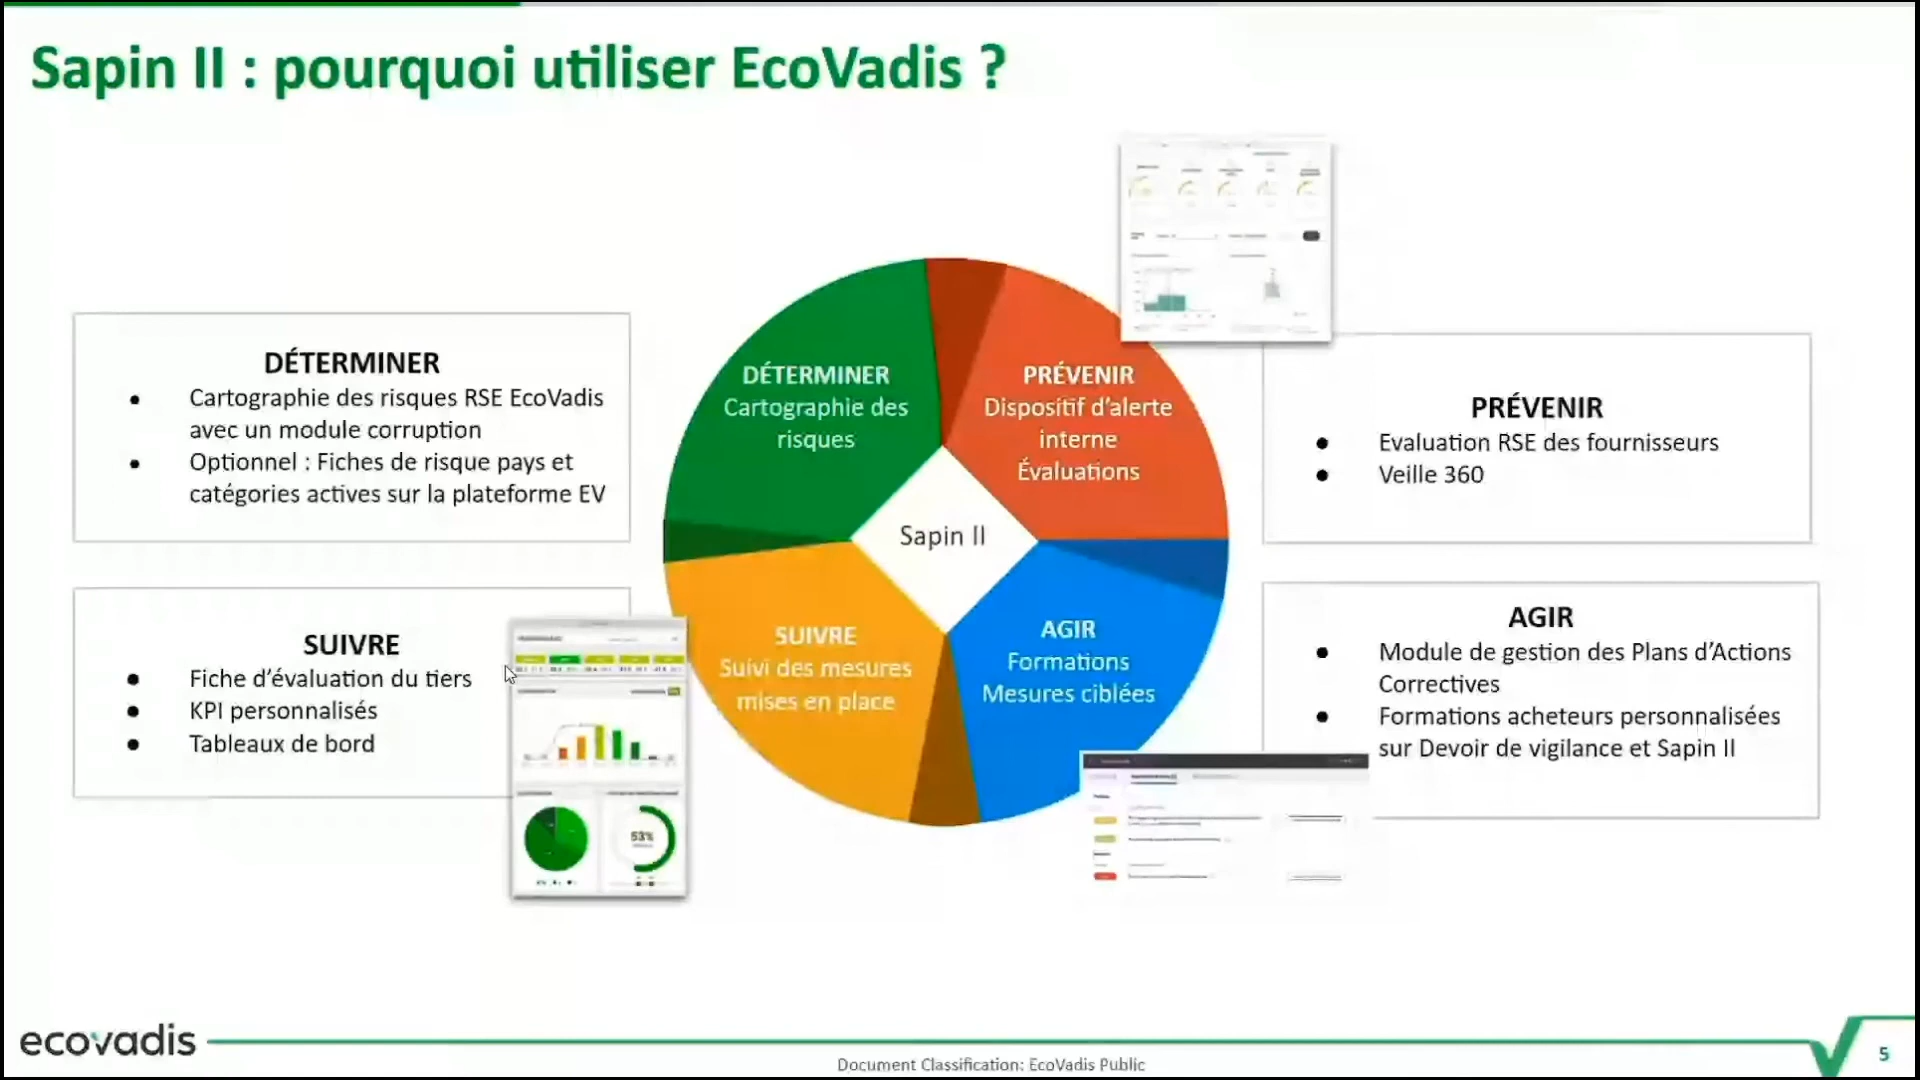 Sapin II : pourquoi utiliser EcoVadis ?
DÉTERMINER
• Cartographie des risques RSE EcoVadis
avec un module corruption
• Optionnel : Fiches de risque pays et
catégories actives sur la plateforme EV
SUIVRE
• Fiche d'évaluation du tiers
• KPI personnalisés
• Tableaux de bord
53%
DÉTERMINER
Cartographie des
risques
PRÉVENIR
Dispositif d'alerte
interne
Évaluations
Sapin II
SUIVRE
Suivi des mesures
mises en place
AGIR
Formations
Mesures ciblées
PRÉVENIR
• Evaluation RSE des fournisseurs
• Veille 360
AGIR
• Module de gestion des Plans d'Actions
Correctives
• Formations acheteurs personnalisées
sur Devoir de vigilance et Sapin II
ecovadis
Document Classification: EcoVadis Public
5